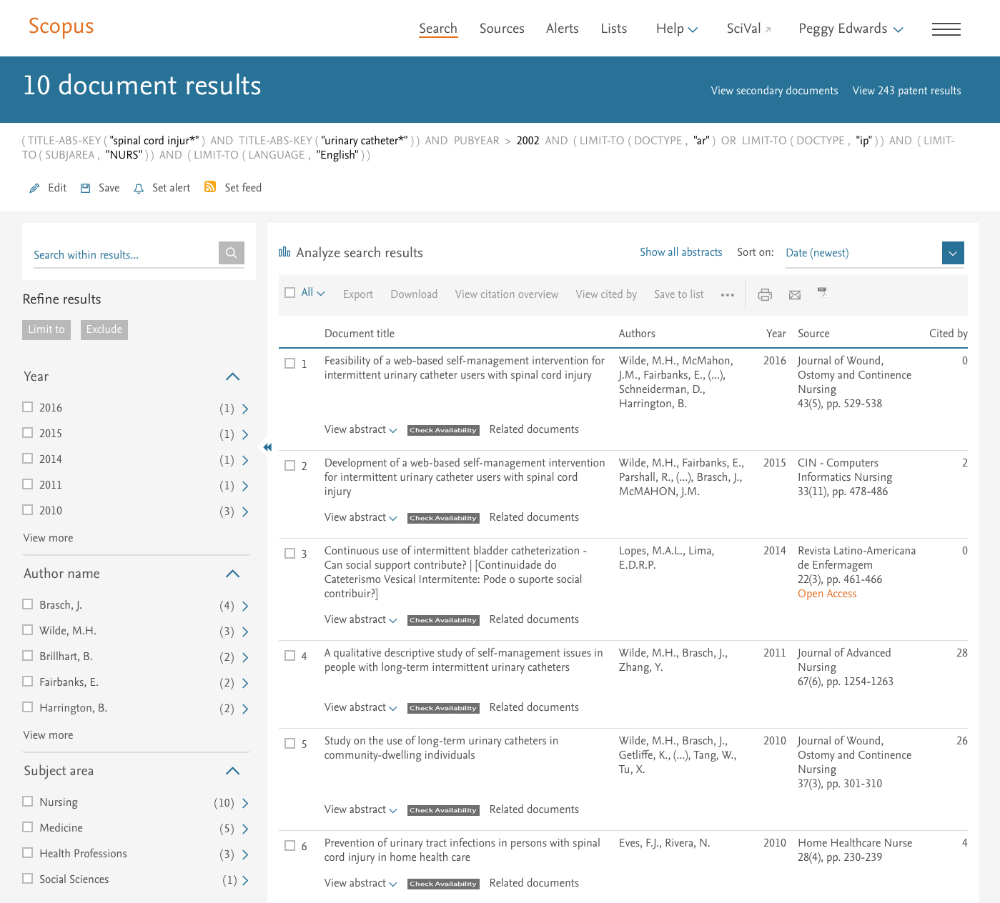 Scopus
Search Sources Alerts Lists Help SciVal Peggy Edwards
10 document results
View secondary documents View 243 patent results
( TITLE-ABS-KEY ( "spinal cord injur*" ) AND TITLE-ABS-KEY ( "urinary catheter*" ) ) AND PUBYEAR > 2002 AND ( LIMIT-TO ( DOCTYPE , "ar" ) OR LIMIT-TO ( DOCTYPE , "ip" ) ) AND ( LIMIT-
TO ( SUBJAREA , "NURS" ) ) AND ( LIMIT-TO ( LANGUAGE , "English" ) )
Edit Save Set alert Set feed
Search within results...
Refine results
Limit to Exclude
Year
2016 (1)
2015 (1)
2014 (1)
2011 (1)
2010 (3)
View more
Author name
Brasch, J. (4)
Wilde, M.H. (3)
Brillhart, B. (2)
Fairbanks, E. (2)
Harrington, B. (2)
View more
Subject area
Nursing (10)
Medicine (5)
Health Professions (3)
Social Sciences (1)
Analyze search results
Show all abstracts Sort on: Date (newest)
All Export Download View citation overview View cited by Save to list
Document title Authors Year Source Cited by
1 Feasibility of a web-based self-management intervention for Wilde, M.H., McMahon, 2016 Journal of Wound, 0
intermittent urinary catheter users with spinal cord injury J.M., Fairbanks, E., (...), Ostomy and Continence
Schneiderman, D., Nursing
Harrington, B. 43(5), pp. 529-538
View abstract Check Availability Related documents
2 Development of a web-based self-management intervention Wilde, M.H., Fairbanks, E., 2015 CIN - Computers 2
for intermittent urinary catheter users with spinal cord Parshall, R., (...), Brasch, J., Informatics Nursing
injury McMAHON, J.M. 33(11), pp. 478-486
View abstract Check Availability Related documents
3 Continuous use of intermittent bladder catheterization - Lopes, M.A.L., Lima, 2014 Revista Latino-Americana 0
Can social support contribute? | [Continuidade do E.D.R.P. de Enfermagem
Cateterismo Vesical Intermitente: Pode o suporte social 22(3), pp. 461-466
contribuir?] Open Access
View abstract Check Availability Related documents
4 A qualitative descriptive study of self-management issues in Wilde, M.H., Brasch, J., 2011 Journal of Advanced 28
people with long-term intermittent urinary catheters Zhang, Y. Nursing
67(6), pp. 1254-1263
View abstract Check Availability Related documents
5 Study on the use of long-term urinary catheters in Wilde, M.H., Brasch, J., 2010 Journal of Wound, 26
community-dwelling individuals Getliffe, K., (...), Tang, W., Ostomy and Continence
Tu, X. Nursing
37(3), pp. 301-310
View abstract Check Availability Related documents
6 Prevention of urinary tract infections in persons with spinal Eves, F.J., Rivera, N. 2010 Home Healthcare Nurse 4
cord injury in home health care 28(4), pp. 230-239
View abstract Check Availability Related documents